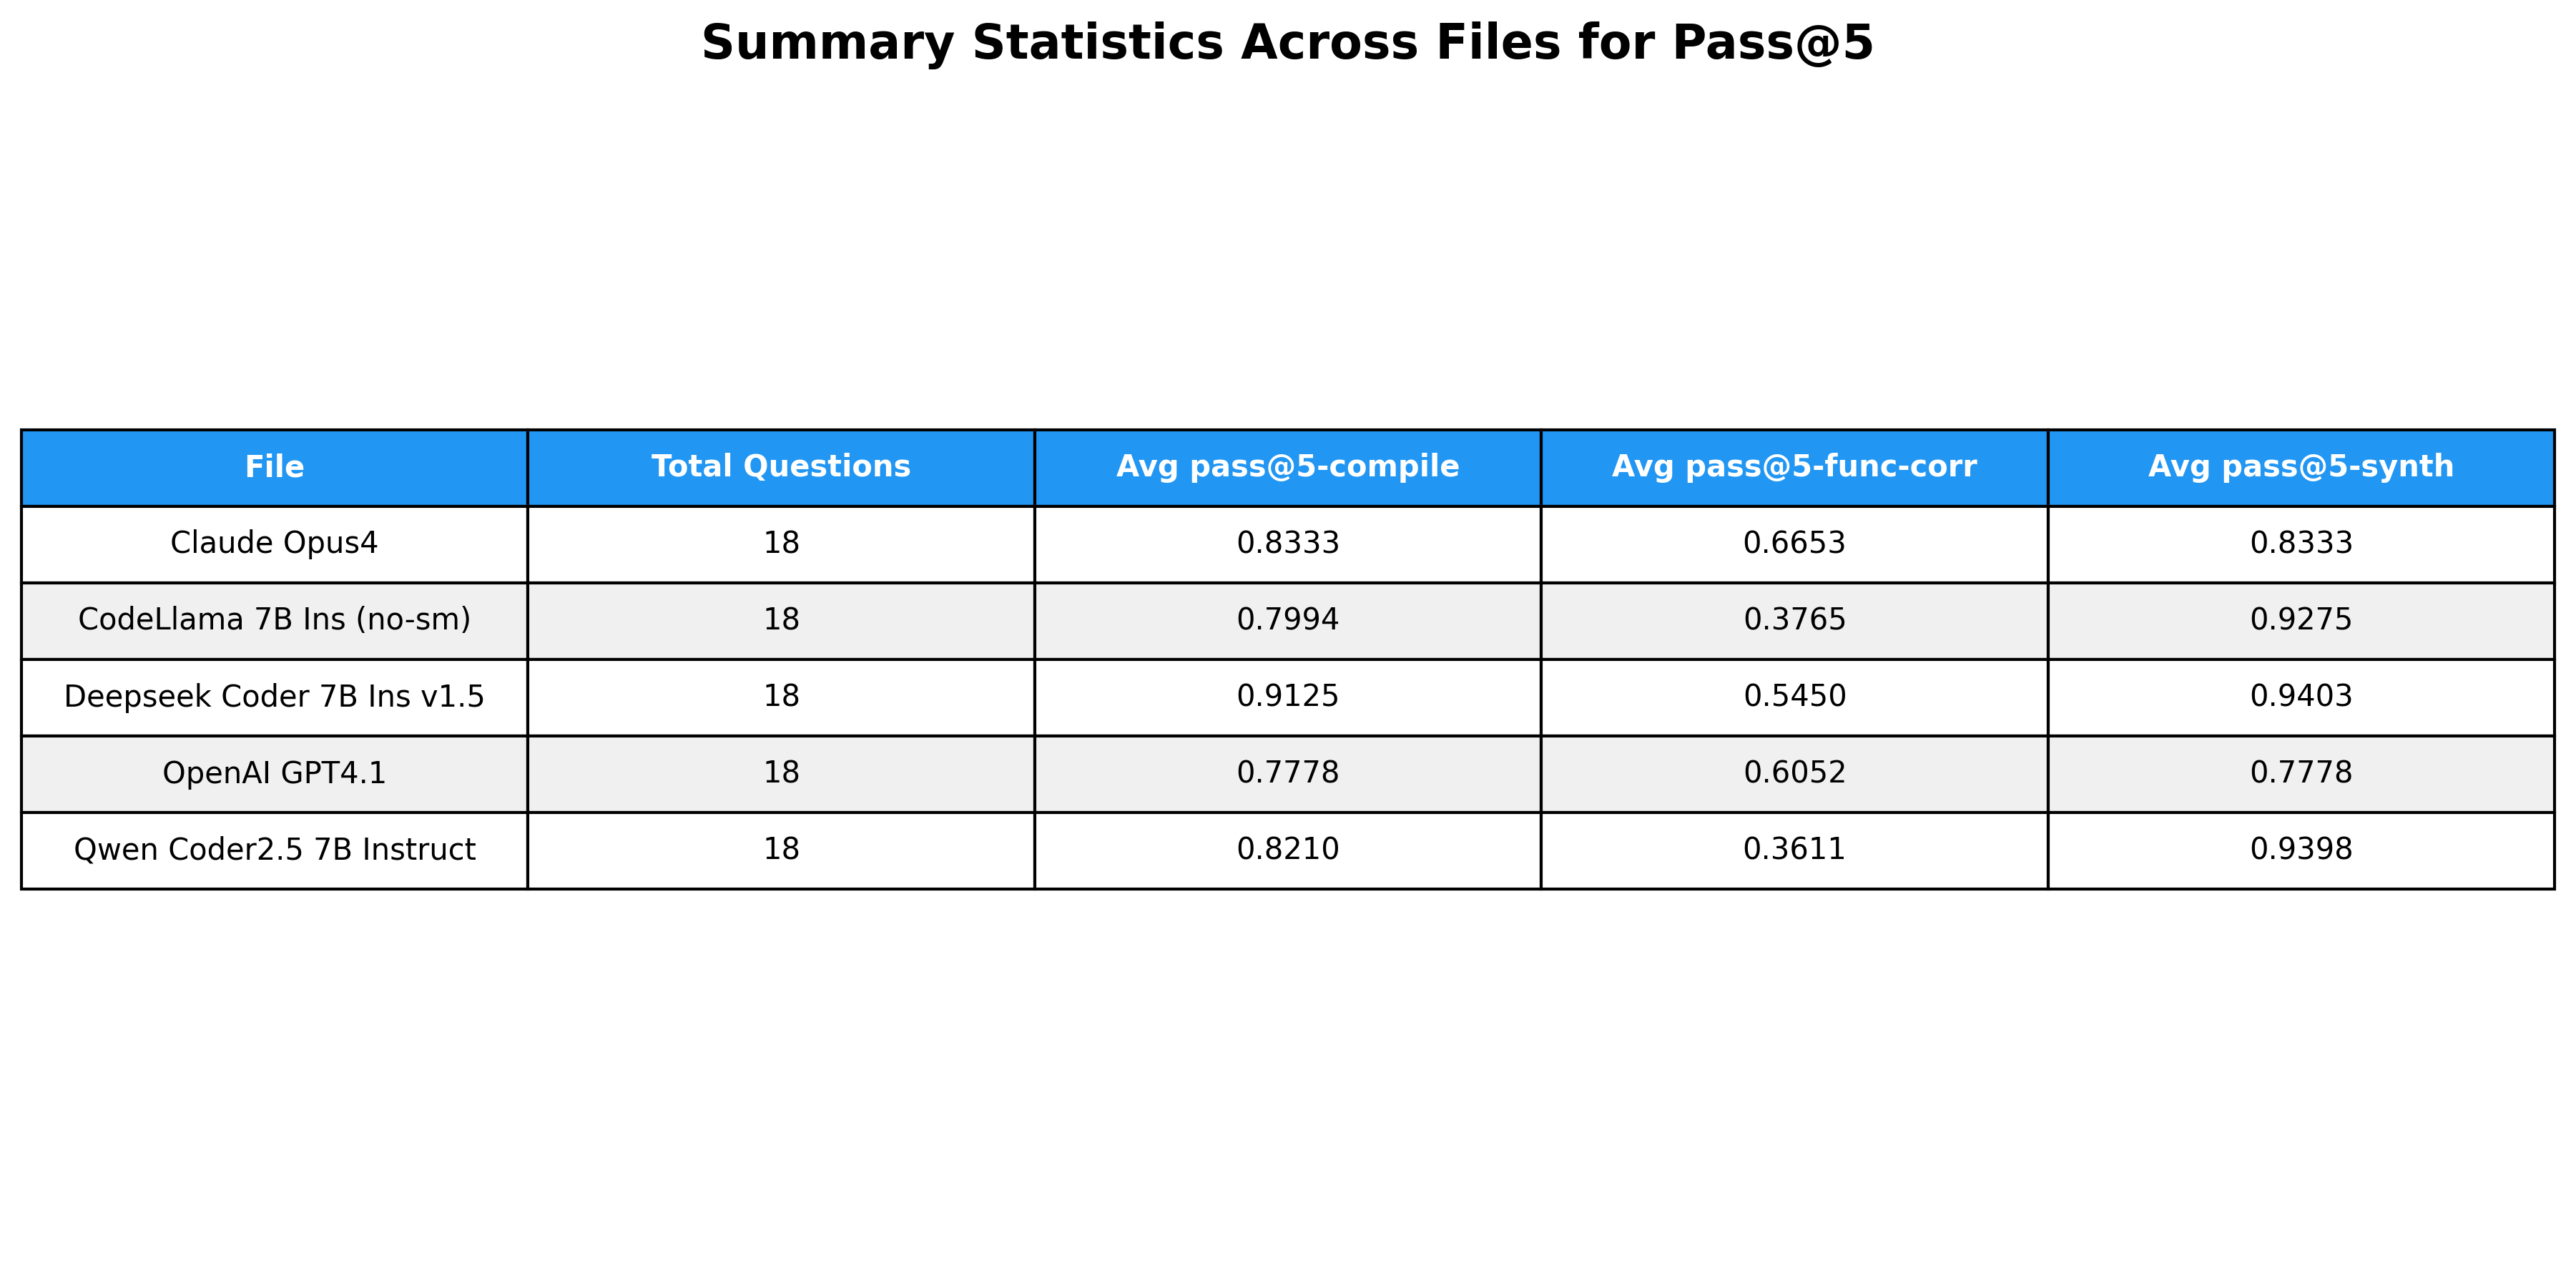 Summary Statistics Across Files for Pass@5
File Total Questions Avg pass@5-compile Avg pass@5-func-corr Avg pass@5-synth
Claude Opus4 18 0.8333 0.6653 0.8333
CodeLlama 7B Ins (no-sm) 18 0.7994 0.3765 0.9275
Deepseek Coder 7B Ins v1.5 18 0.9125 0.5450 0.9403
OpenAI GPT4.1 18 0.7778 0.6052 0.7778
Qwen Coder2.5 7B Instruct 18 0.8210 0.3611 0.9398